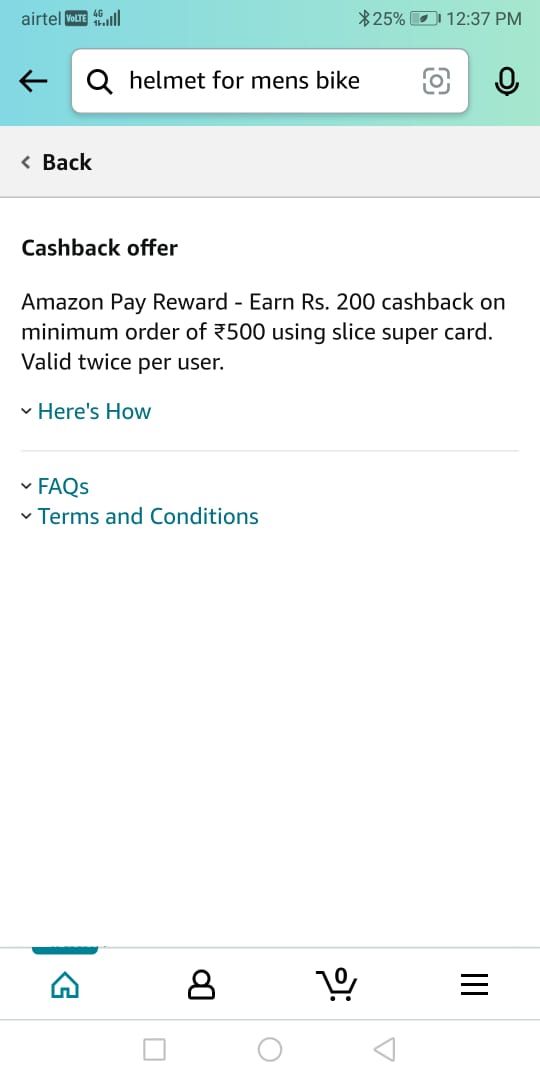 airtel VoLTE 4G 25% 12:37 PM
helmet for mens bike
Back
Cashback offer
Amazon Pay Reward - Earn Rs. 200 cashback on
minimum order of ₹500 using slice super card.
Valid twice per user.
Here's How
FAQs
Terms and Conditions
0